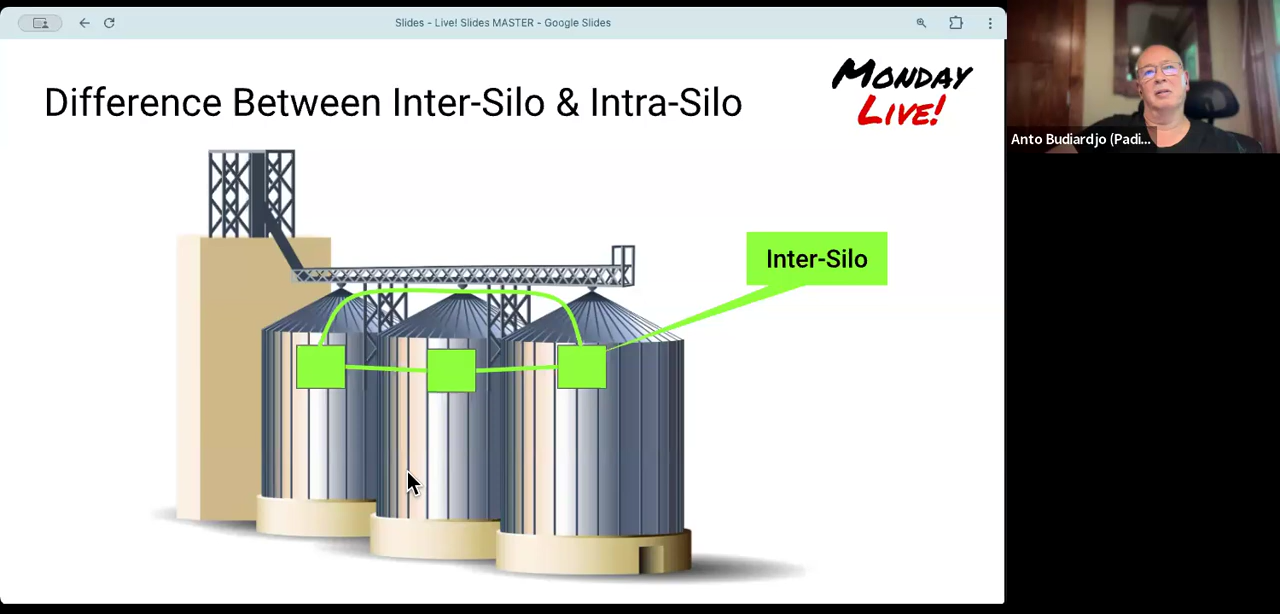 Slides - Live! Slides MASTER - Google Slides
Difference Between Inter-Silo & Intra-Silo
MONDAY
LIVE!
Inter-Silo
Anto Budiardjo (Padi...